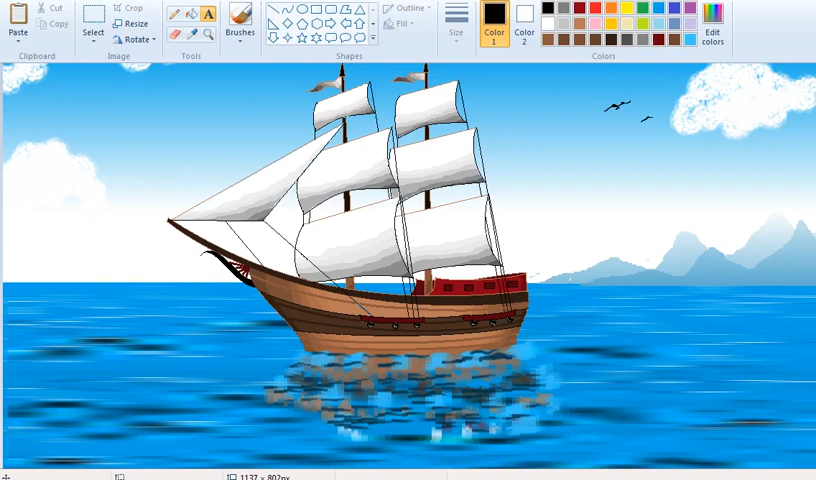 Cut
Copy
Paste
Clipboard
Select
Crop
Resize
Rotate
Image
A
Tools
Brushes
Outline
Fill
Shapes
Size
Color 1
Color 2
Edit colors
Colors
1137 × 802px